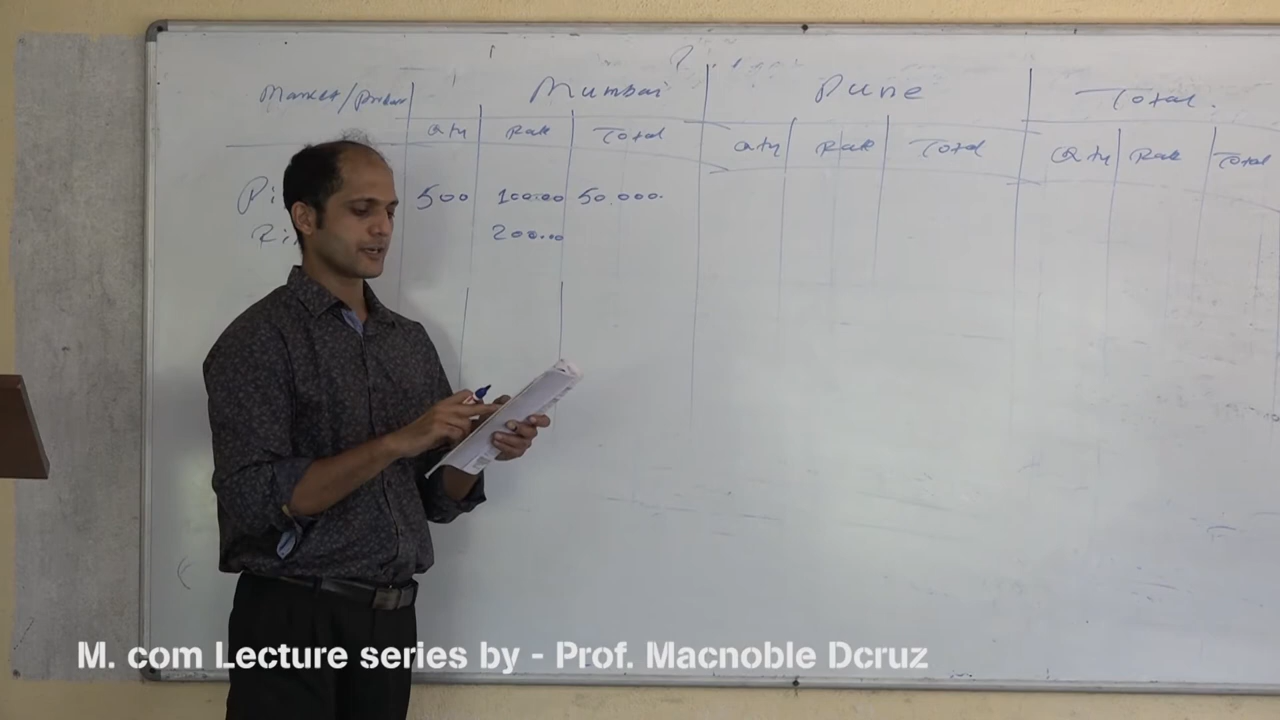 Market/ Mumbai Pune Total.
Qty Rate Total Qty Rate Total Qty Rate Total
500 100.00 50,000.
200.00
M. com Lecture series by - Prof. Macnoble Dcruz